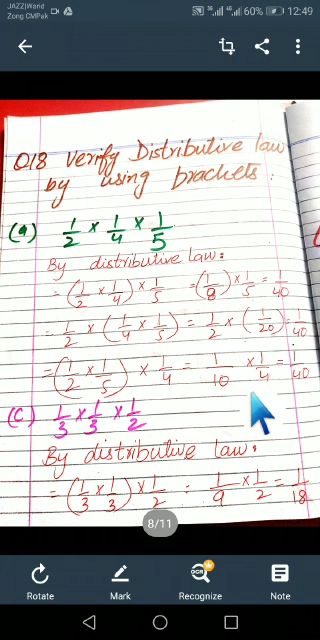 JAZZ|Warid
Zong CMPak
60% 12:49
Q18 Verify Distributive law
by using brackets:
(a) 1/2 × 1/4 × 1/5
By distributive law:
= (1/2 × 1/4) × 1/5 = (1/8) × 1/5 = 1/40
= 1/2 × (1/4 × 1/5) = 1/2 × (1/20) = 1/40
= (1/2 × 1/5) × 1/4 = 1/10 × 1/4 = 1/40
(C) 1/3 × 1/3 × 1/2
By distributive law:
= (1/3 × 1/3) × 1/2 = 1/9 × 1/2 = 1/18
8/11
Rotate Mark Recognize Note
OCR